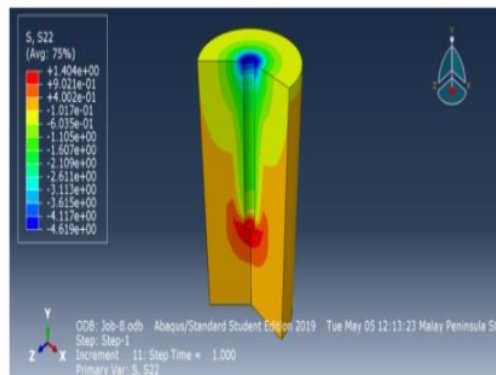 S, S22
(Avg: 75%)
+1.404e+00
+9.021e-01
+4.002e-01
-1.017e-01
-6.035e-01
-1.105e+00
-1.607e+00
-2.109e+00
-2.611e+00
-3.113e+00
-3.615e+00
-4.117e+00
-4.619e+00
Y
Z
X
Y
Z
X
ODB: Job-8.odb Abaqus/Standard Student Edition 2019 Tue May 05 12:13:23 Malay Peninsula St
Step: Step-1
Increment 11: Step Time = 1.000
Primary Var: S, S22